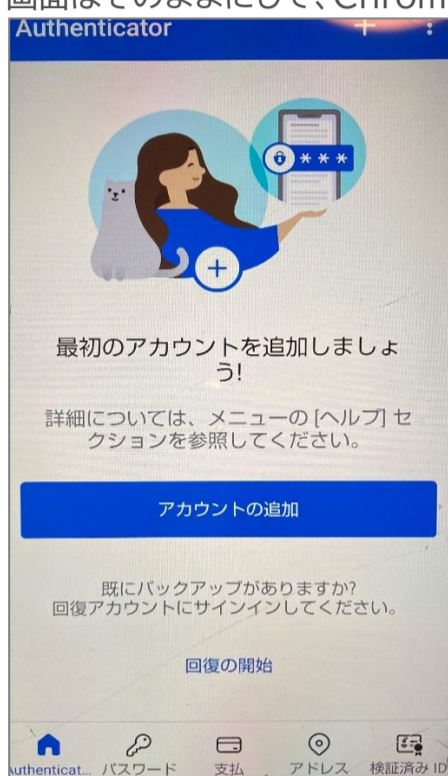 画面はそのままにして、Chrom
Authenticator
***
最初のアカウントを追加しましょ
う!
詳細については、メニューの [ヘルプ] セ
クションを参照してください。
アカウントの追加
既にバックアップがありますか?
回復アカウントにサインインしてください。
回復の開始
Authenticat... パスワード 支払 アドレス 検証済み ID